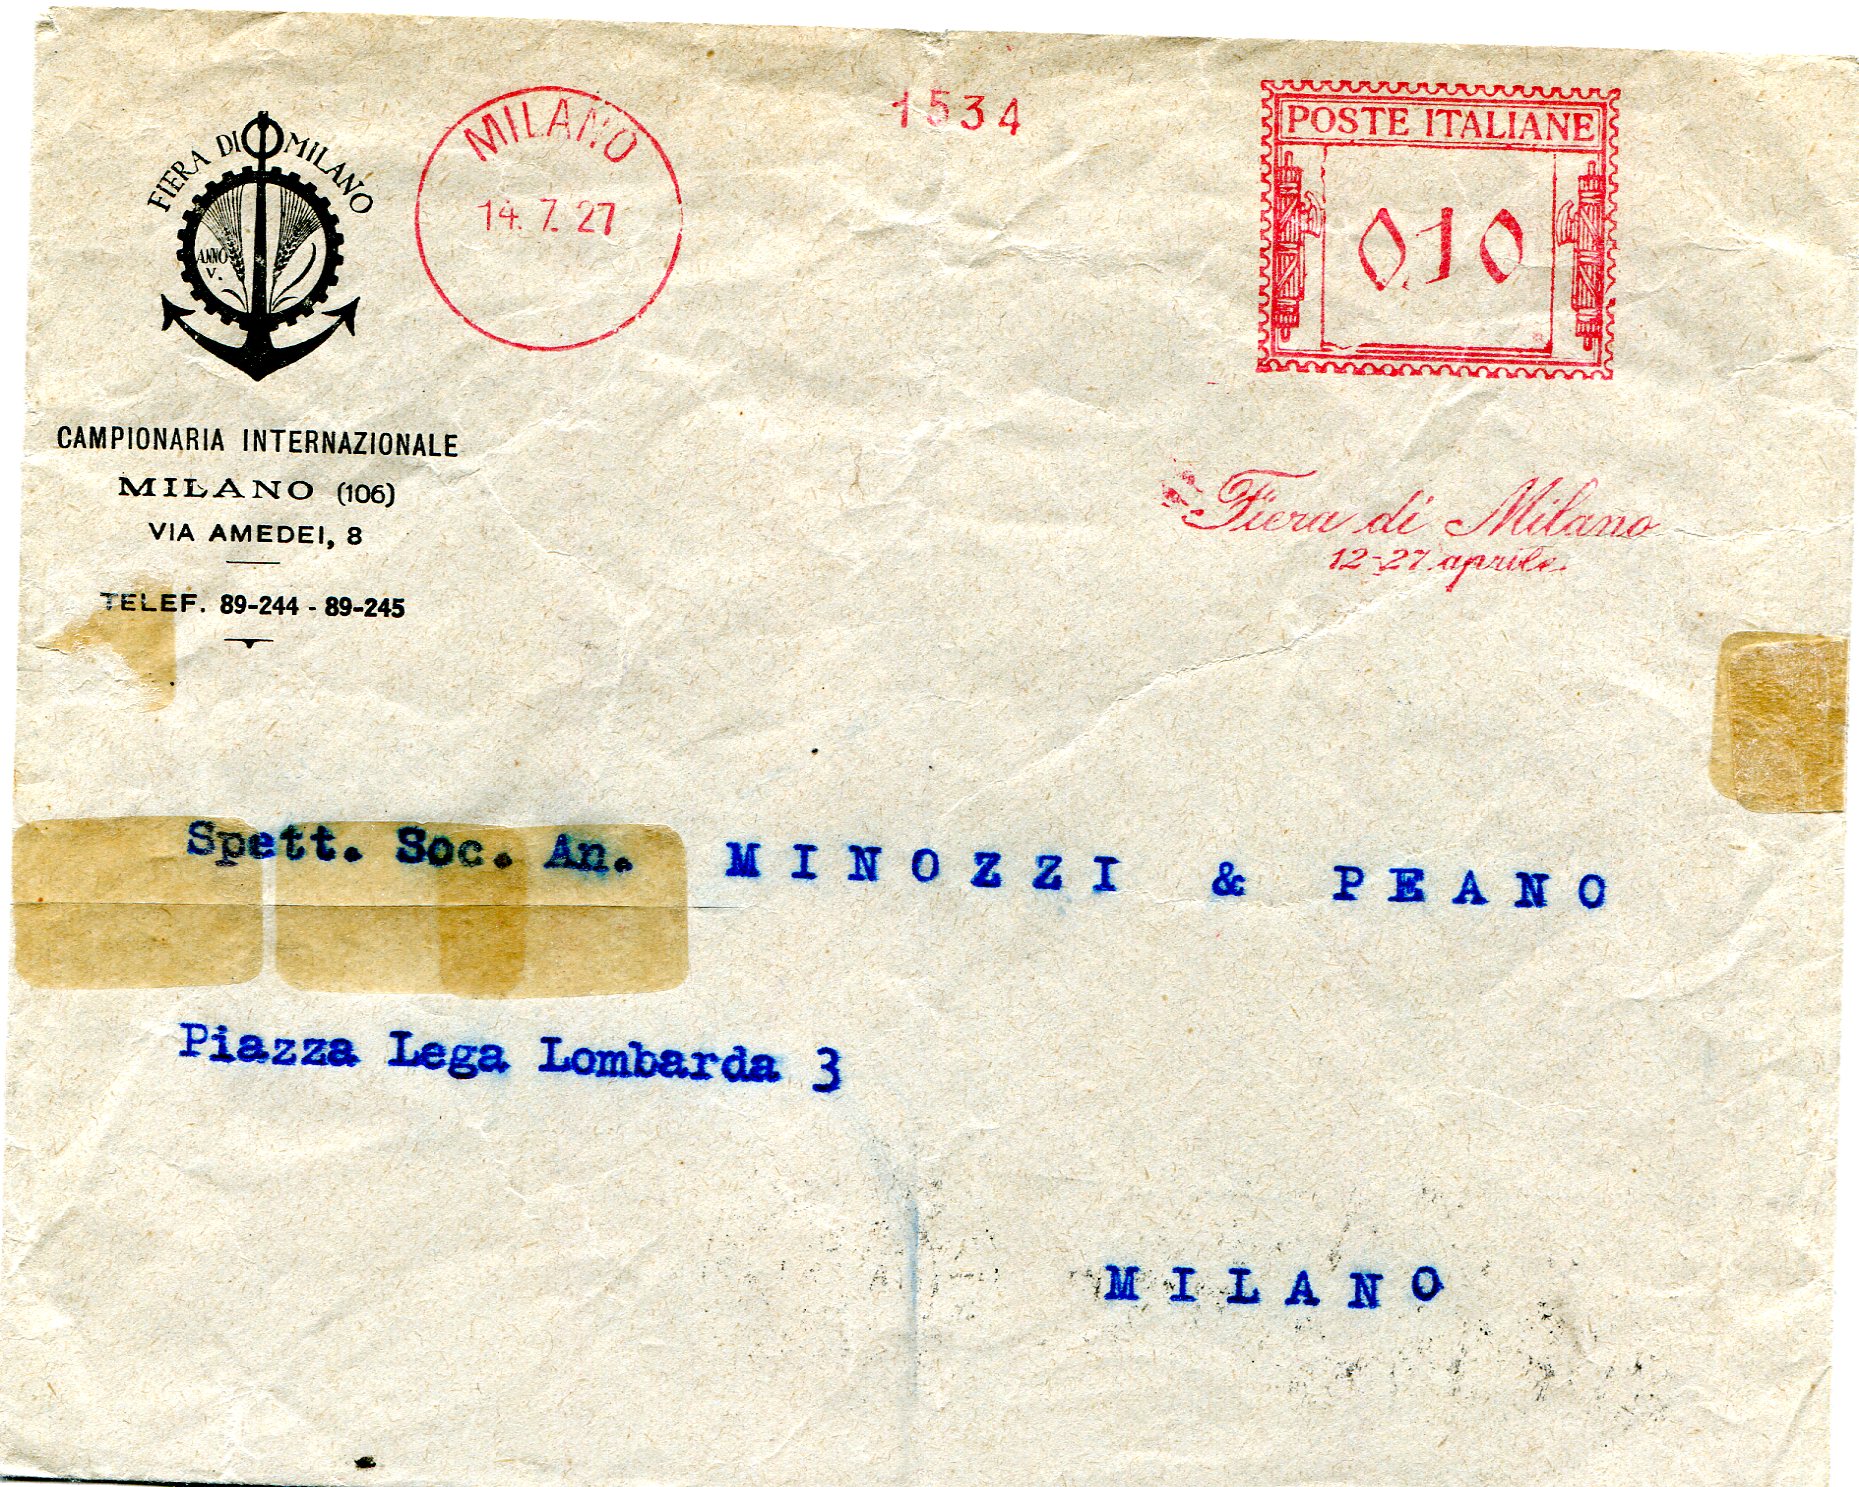 FIERA DI MILANO
ANNO
V.
CAMPIONARIA INTERNAZIONALE
MILANO (106)
VIA AMEDEI, 8
TELEF. 89-244 - 89-245
MILANO
14. 7. 27
1534
POSTE ITALIANE
0.10
Fiera di Milano
12-27 aprile.
Spett. Soc. An. MINOZZI & PEANO
Piazza Lega Lombarda 3
MILANO